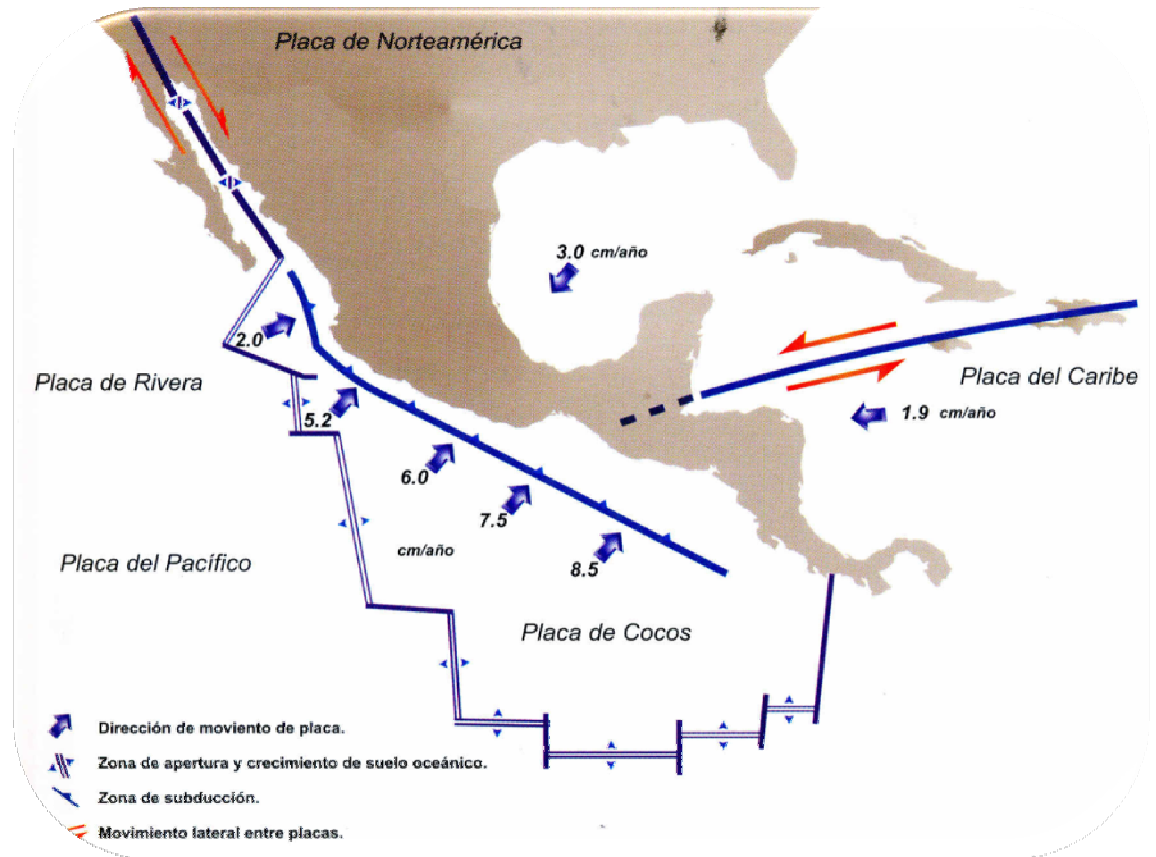 Placa de Norteamérica
3.0 cm/año
2.0
Placa de Rivera
Placa del Caribe
5.2
1.9 cm/año
6.0
7.5
cm/año
Placa del Pacífico
8.5
Placa de Cocos
Dirección de moviento de placa.
Zona de apertura y crecimiento de suelo oceánico.
Zona de subducción.
Movimiento lateral entre placas.